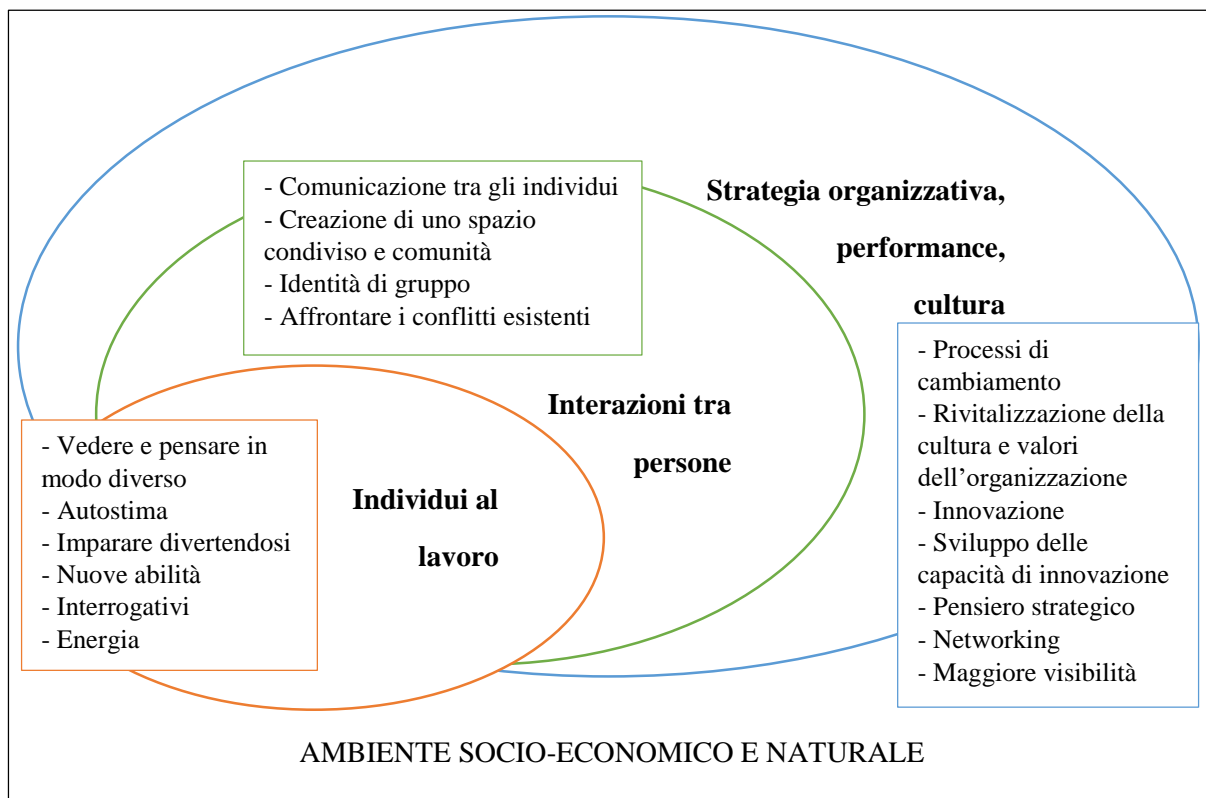 - Comunicazione tra gli individui
- Creazione di uno spazio
condiviso e comunità
- Identità di gruppo
- Affrontare i conflitti esistenti
Strategia organizzativa,
performance,
cultura
- Processi di
cambiamento
- Rivitalizzazione della
cultura e valori
dell’organizzazione
- Innovazione
- Sviluppo delle
capacità di innovazione
- Pensiero strategico
- Networking
- Maggiore visibilità
Interazioni tra
persone
- Vedere e pensare in
modo diverso
- Autostima
- Imparare divertendosi
- Nuove abilità
- Interrogativi
- Energia
Individui al
lavoro
AMBIENTE SOCIO-ECONOMICO E NATURALE